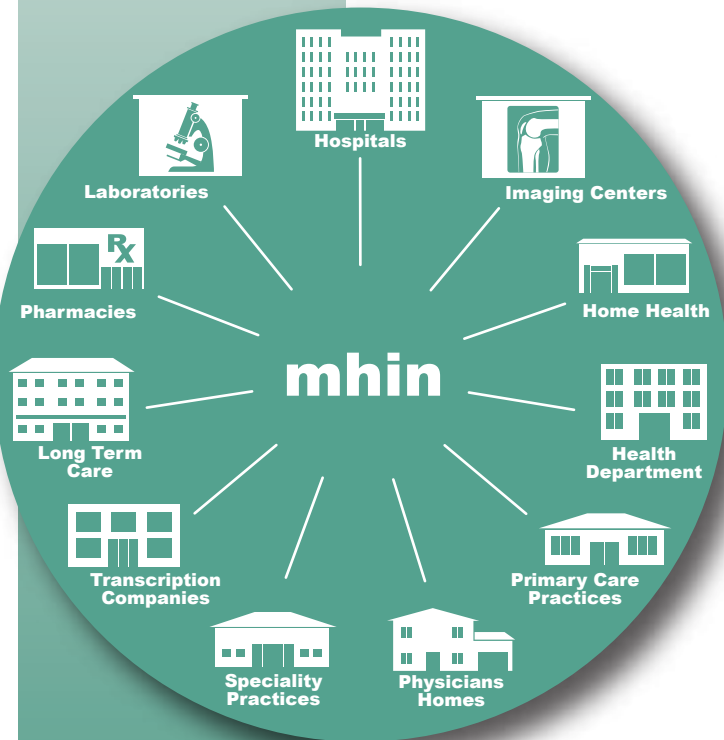 Hospitals
Laboratories
Imaging Centers
RX
Pharmacies
Home Health
mhin
Long Term
Care
Health
Department
Transcription
Companies
Primary Care
Practices
Speciality
Practices
Physicians
Homes